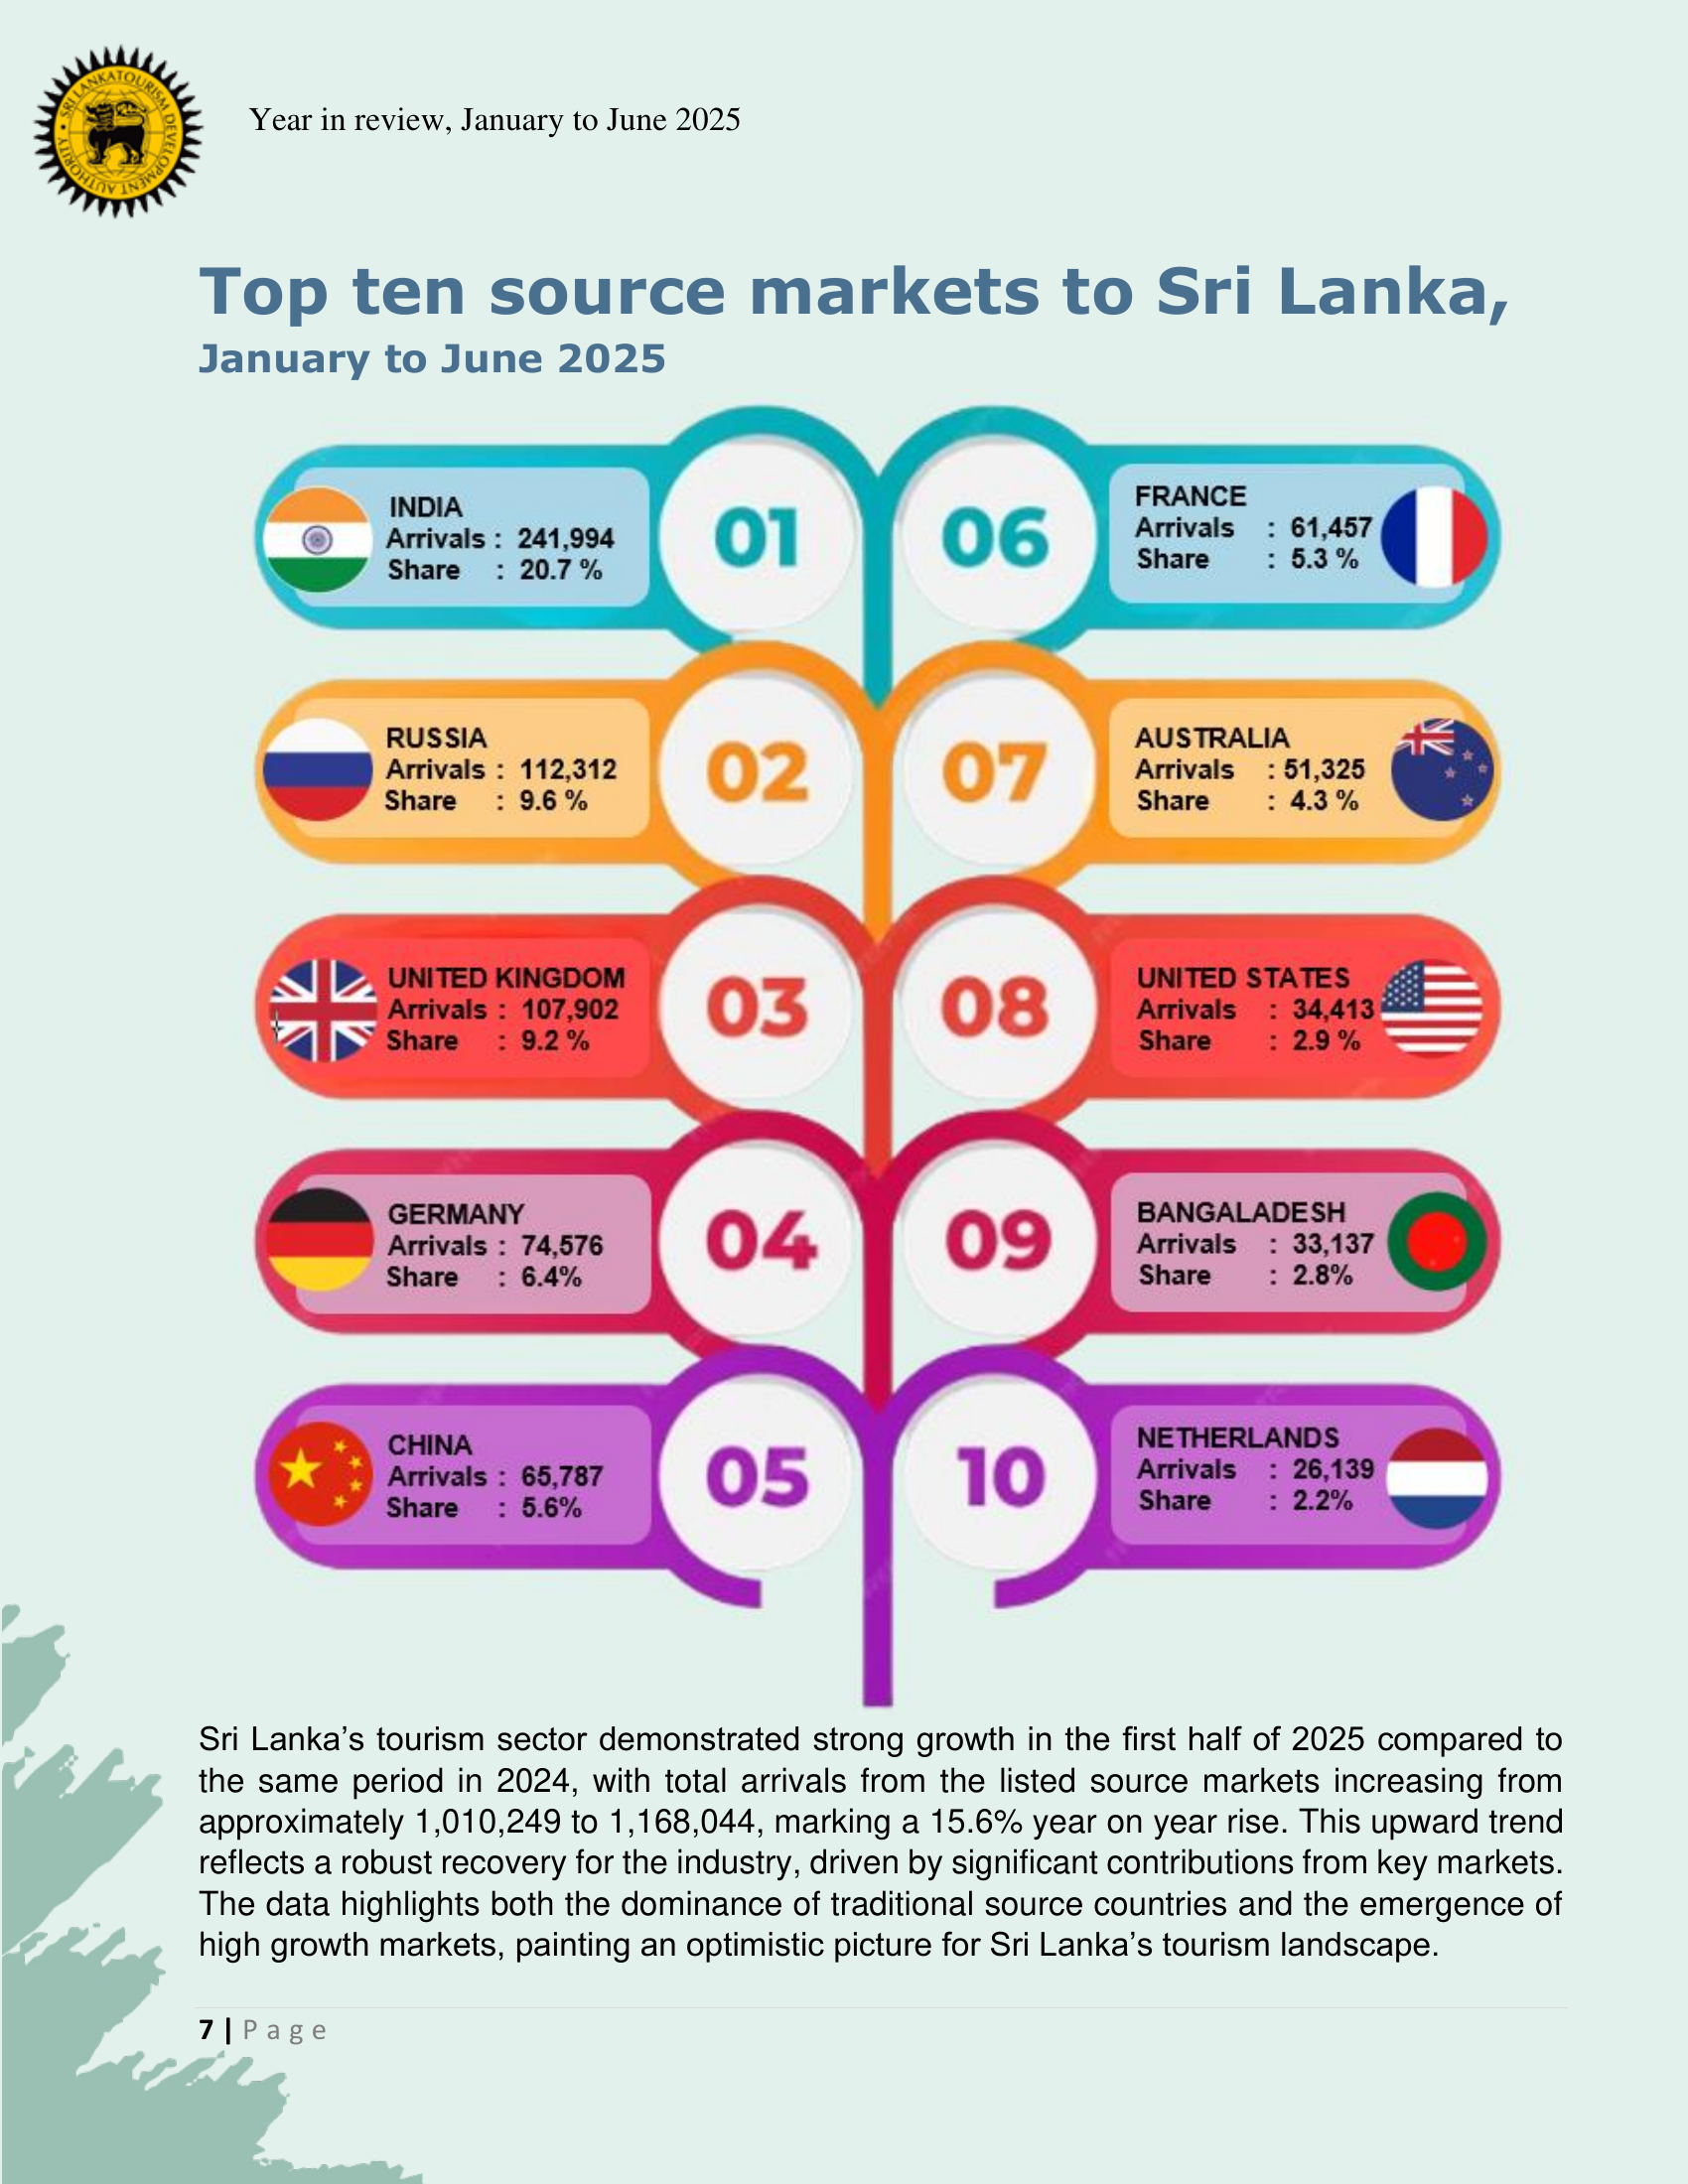 SRI LANKA TOURISM DEVELOPMENT AUTHORITY
Year in review, January to June 2025
Top ten source markets to Sri Lanka,
January to June 2025
INDIA
Arrivals : 241,994
Share : 20.7 %
01
RUSSIA
Arrivals : 112,312
Share : 9.6 %
02
UNITED KINGDOM
Arrivals : 107,902
Share : 9.2 %
03
GERMANY
Arrivals : 74,576
Share : 6.4%
04
CHINA
Arrivals : 65,787
Share : 5.6%
05
06
FRANCE
Arrivals : 61,457
Share : 5.3 %
07
AUSTRALIA
Arrivals : 51,325
Share : 4.3 %
08
UNITED STATES
Arrivals : 34,413
Share : 2.9 %
09
BANGALADESH
Arrivals : 33,137
Share : 2.8%
10
NETHERLANDS
Arrivals : 26,139
Share : 2.2%
Sri Lanka’s tourism sector demonstrated strong growth in the first half of 2025 compared to
the same period in 2024, with total arrivals from the listed source markets increasing from
approximately 1,010,249 to 1,168,044, marking a 15.6% year on year rise. This upward trend
reflects a robust recovery for the industry, driven by significant contributions from key markets.
The data highlights both the dominance of traditional source countries and the emergence of
high growth markets, painting an optimistic picture for Sri Lanka’s tourism landscape.
7 | Page